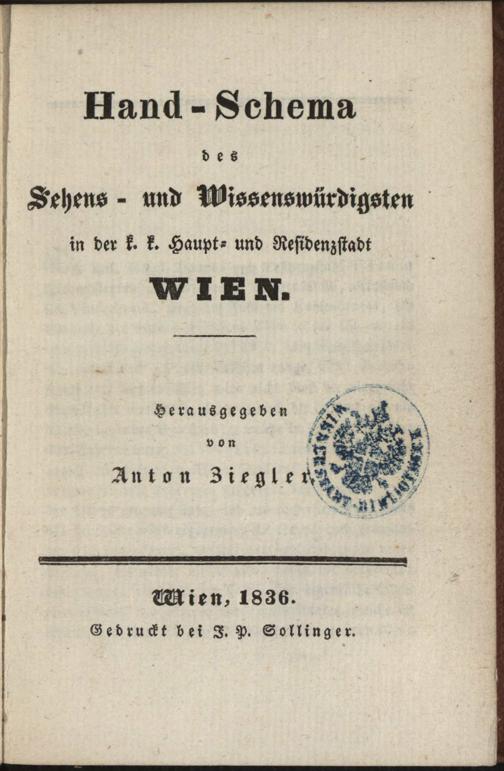 Hand-Schema
des
Sehens- und Wissenswürdigsten
in der k. k. Haupt- und Residenzstadt
WIEN.
Herausgegeben
von
Anton Ziegler
Wien, 1836.
Gedruckt bei J. P. Sollinger.